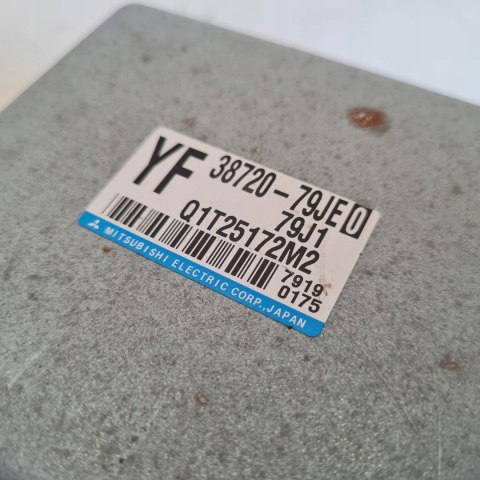 YF 38720-79JE0
79J1
Q1T25172M2
7919
0175
MITSUBISHI ELECTRIC CORP., JAPAN